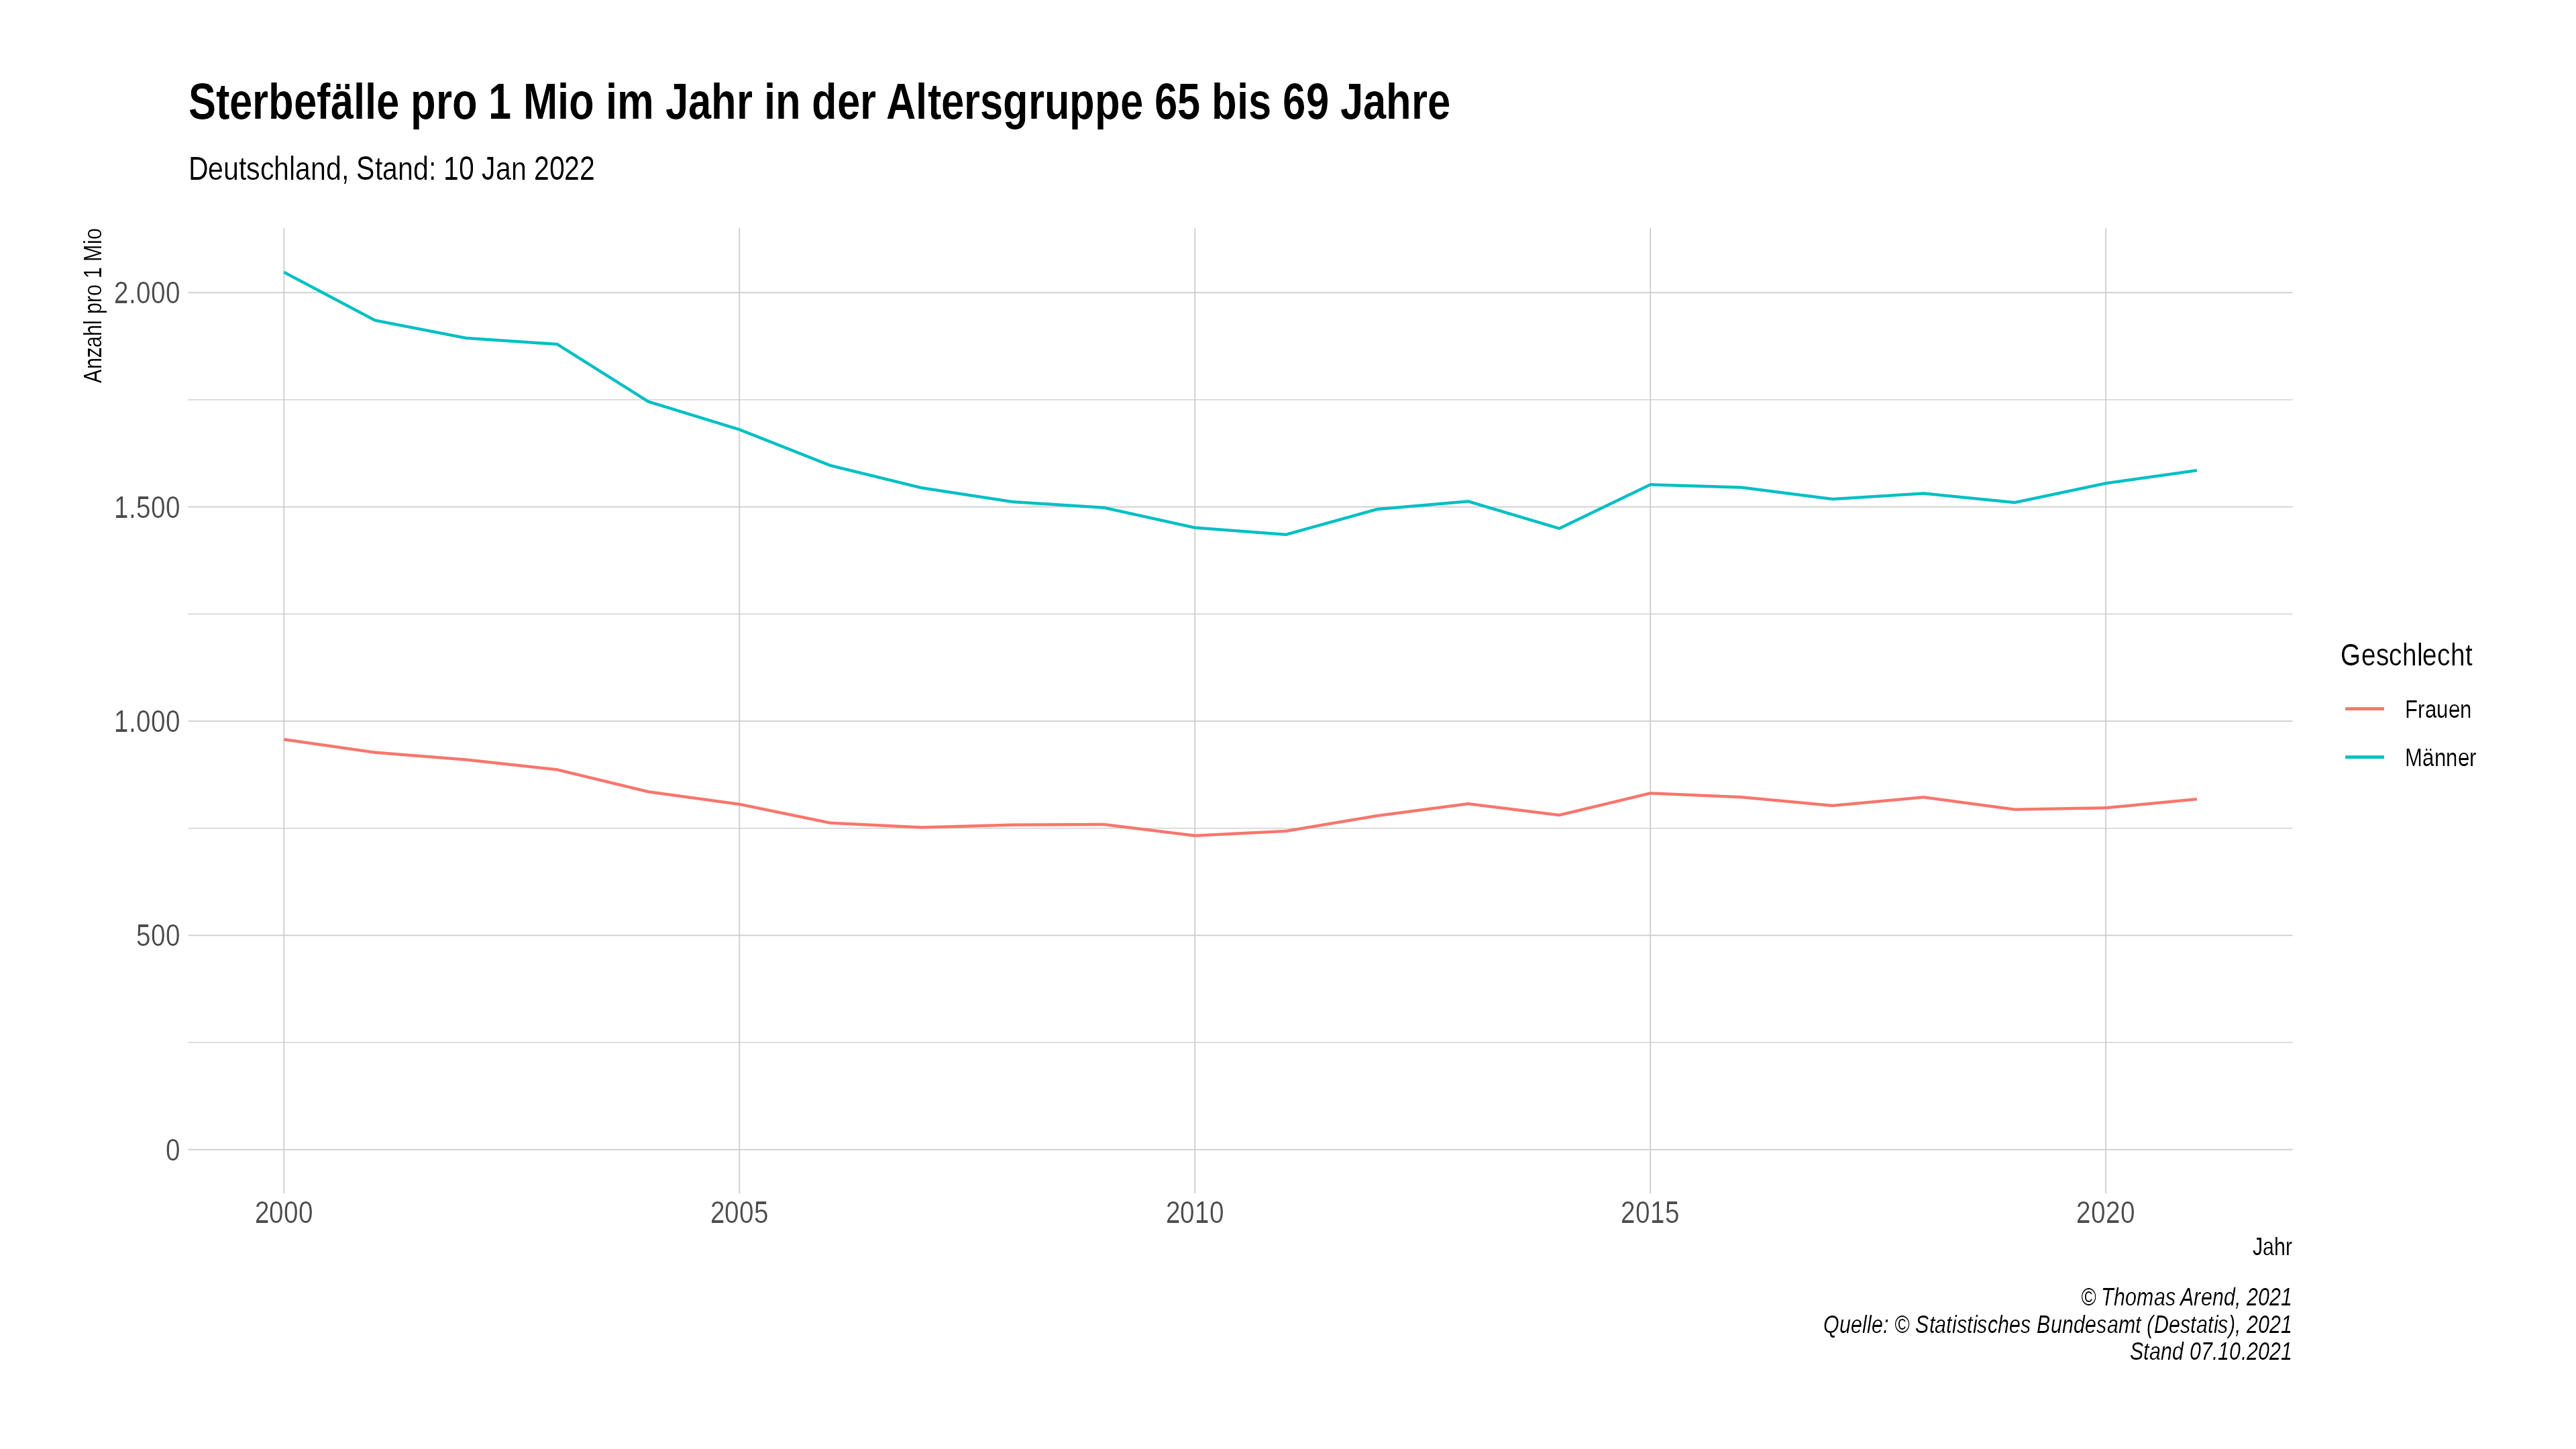 Sterbefälle pro 1 Mio im Jahr in der Altersgruppe 65 bis 69 Jahre
Deutschland, Stand: 10 Jan 2022
Anzahl pro 1 Mio
2.000
1.500
1.000
500
0
2000
2005
2010
2015
2020
Jahr
Geschlecht
Frauen
Männer
© Thomas Arend, 2021
Quelle: © Statistisches Bundesamt (Destatis), 2021
Stand 07.10.2021